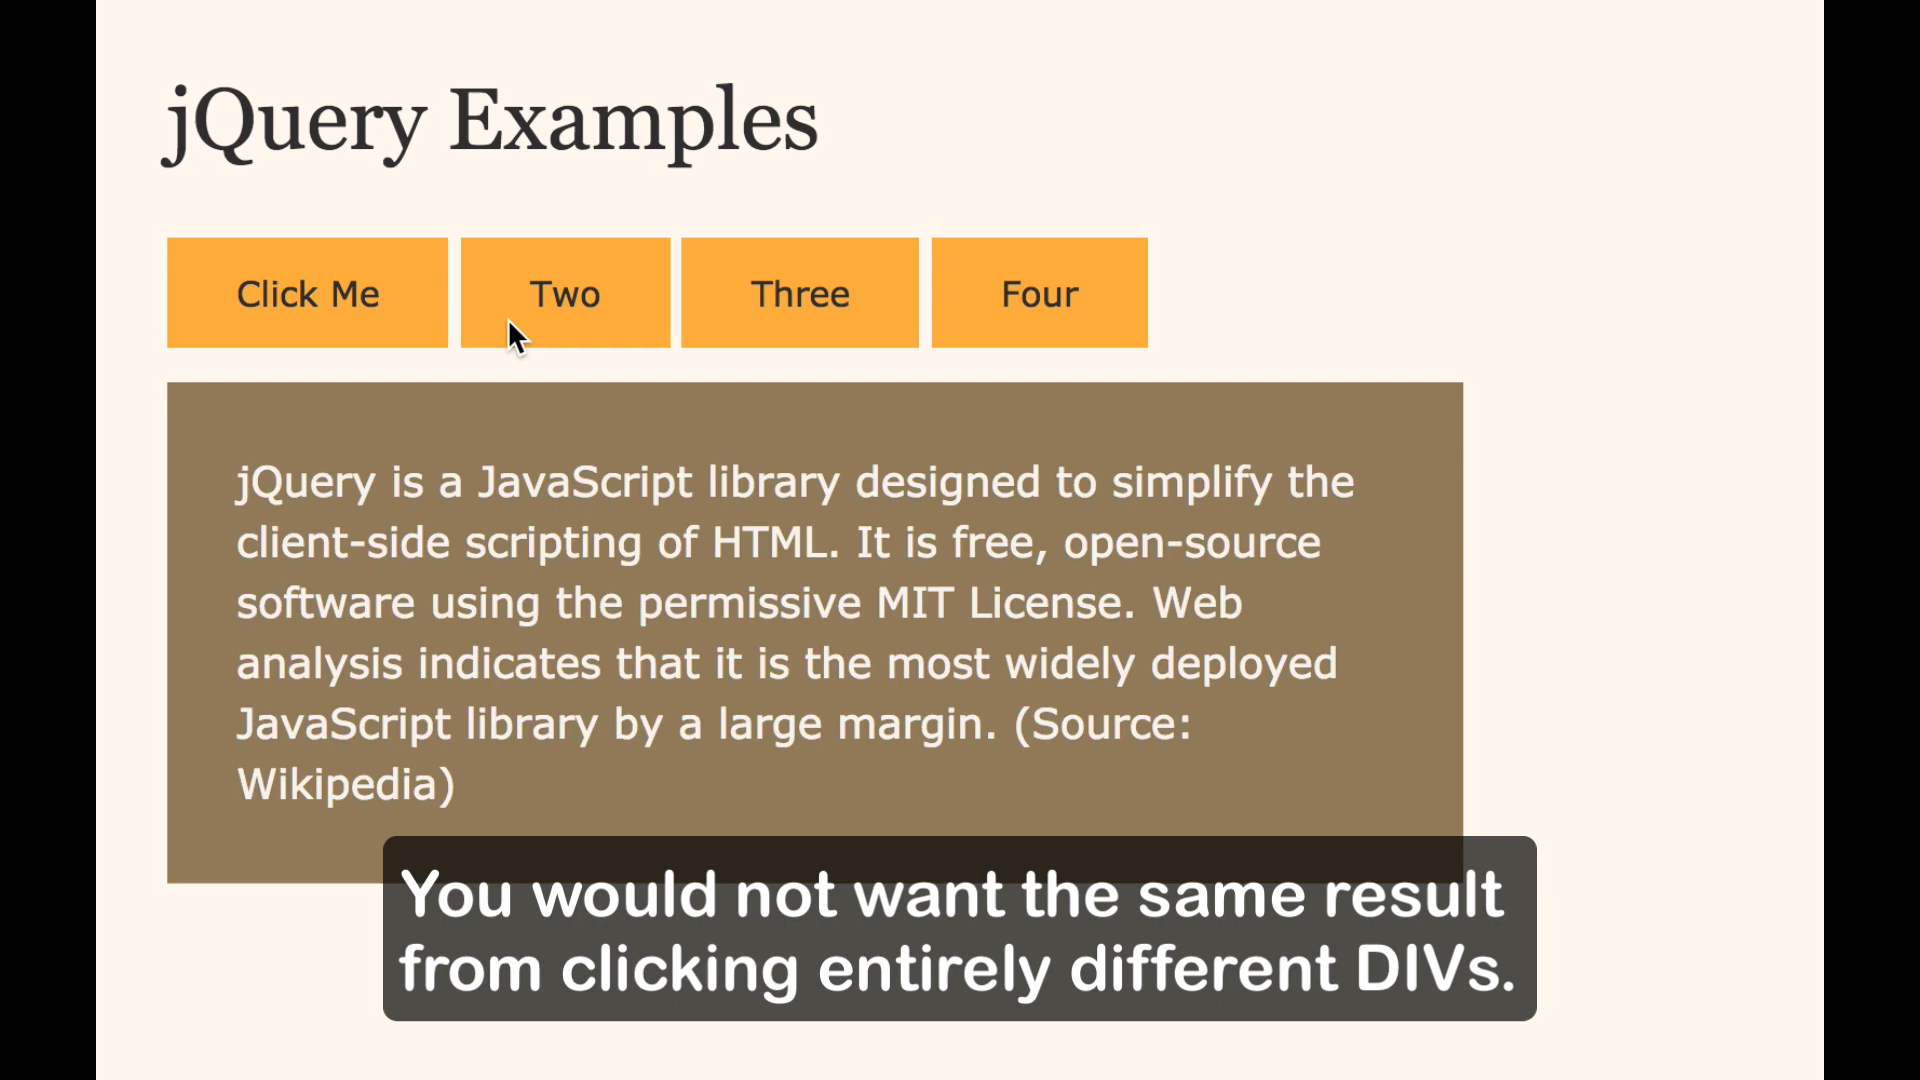 jQuery Examples
Click Me
Two
Three
Four
jQuery is a JavaScript library designed to simplify the
client-side scripting of HTML. It is free, open-source
software using the permissive MIT License. Web
analysis indicates that it is the most widely deployed
JavaScript library by a large margin. (Source:
Wikipedia)
You would not want the same result
from clicking entirely different DIVs.